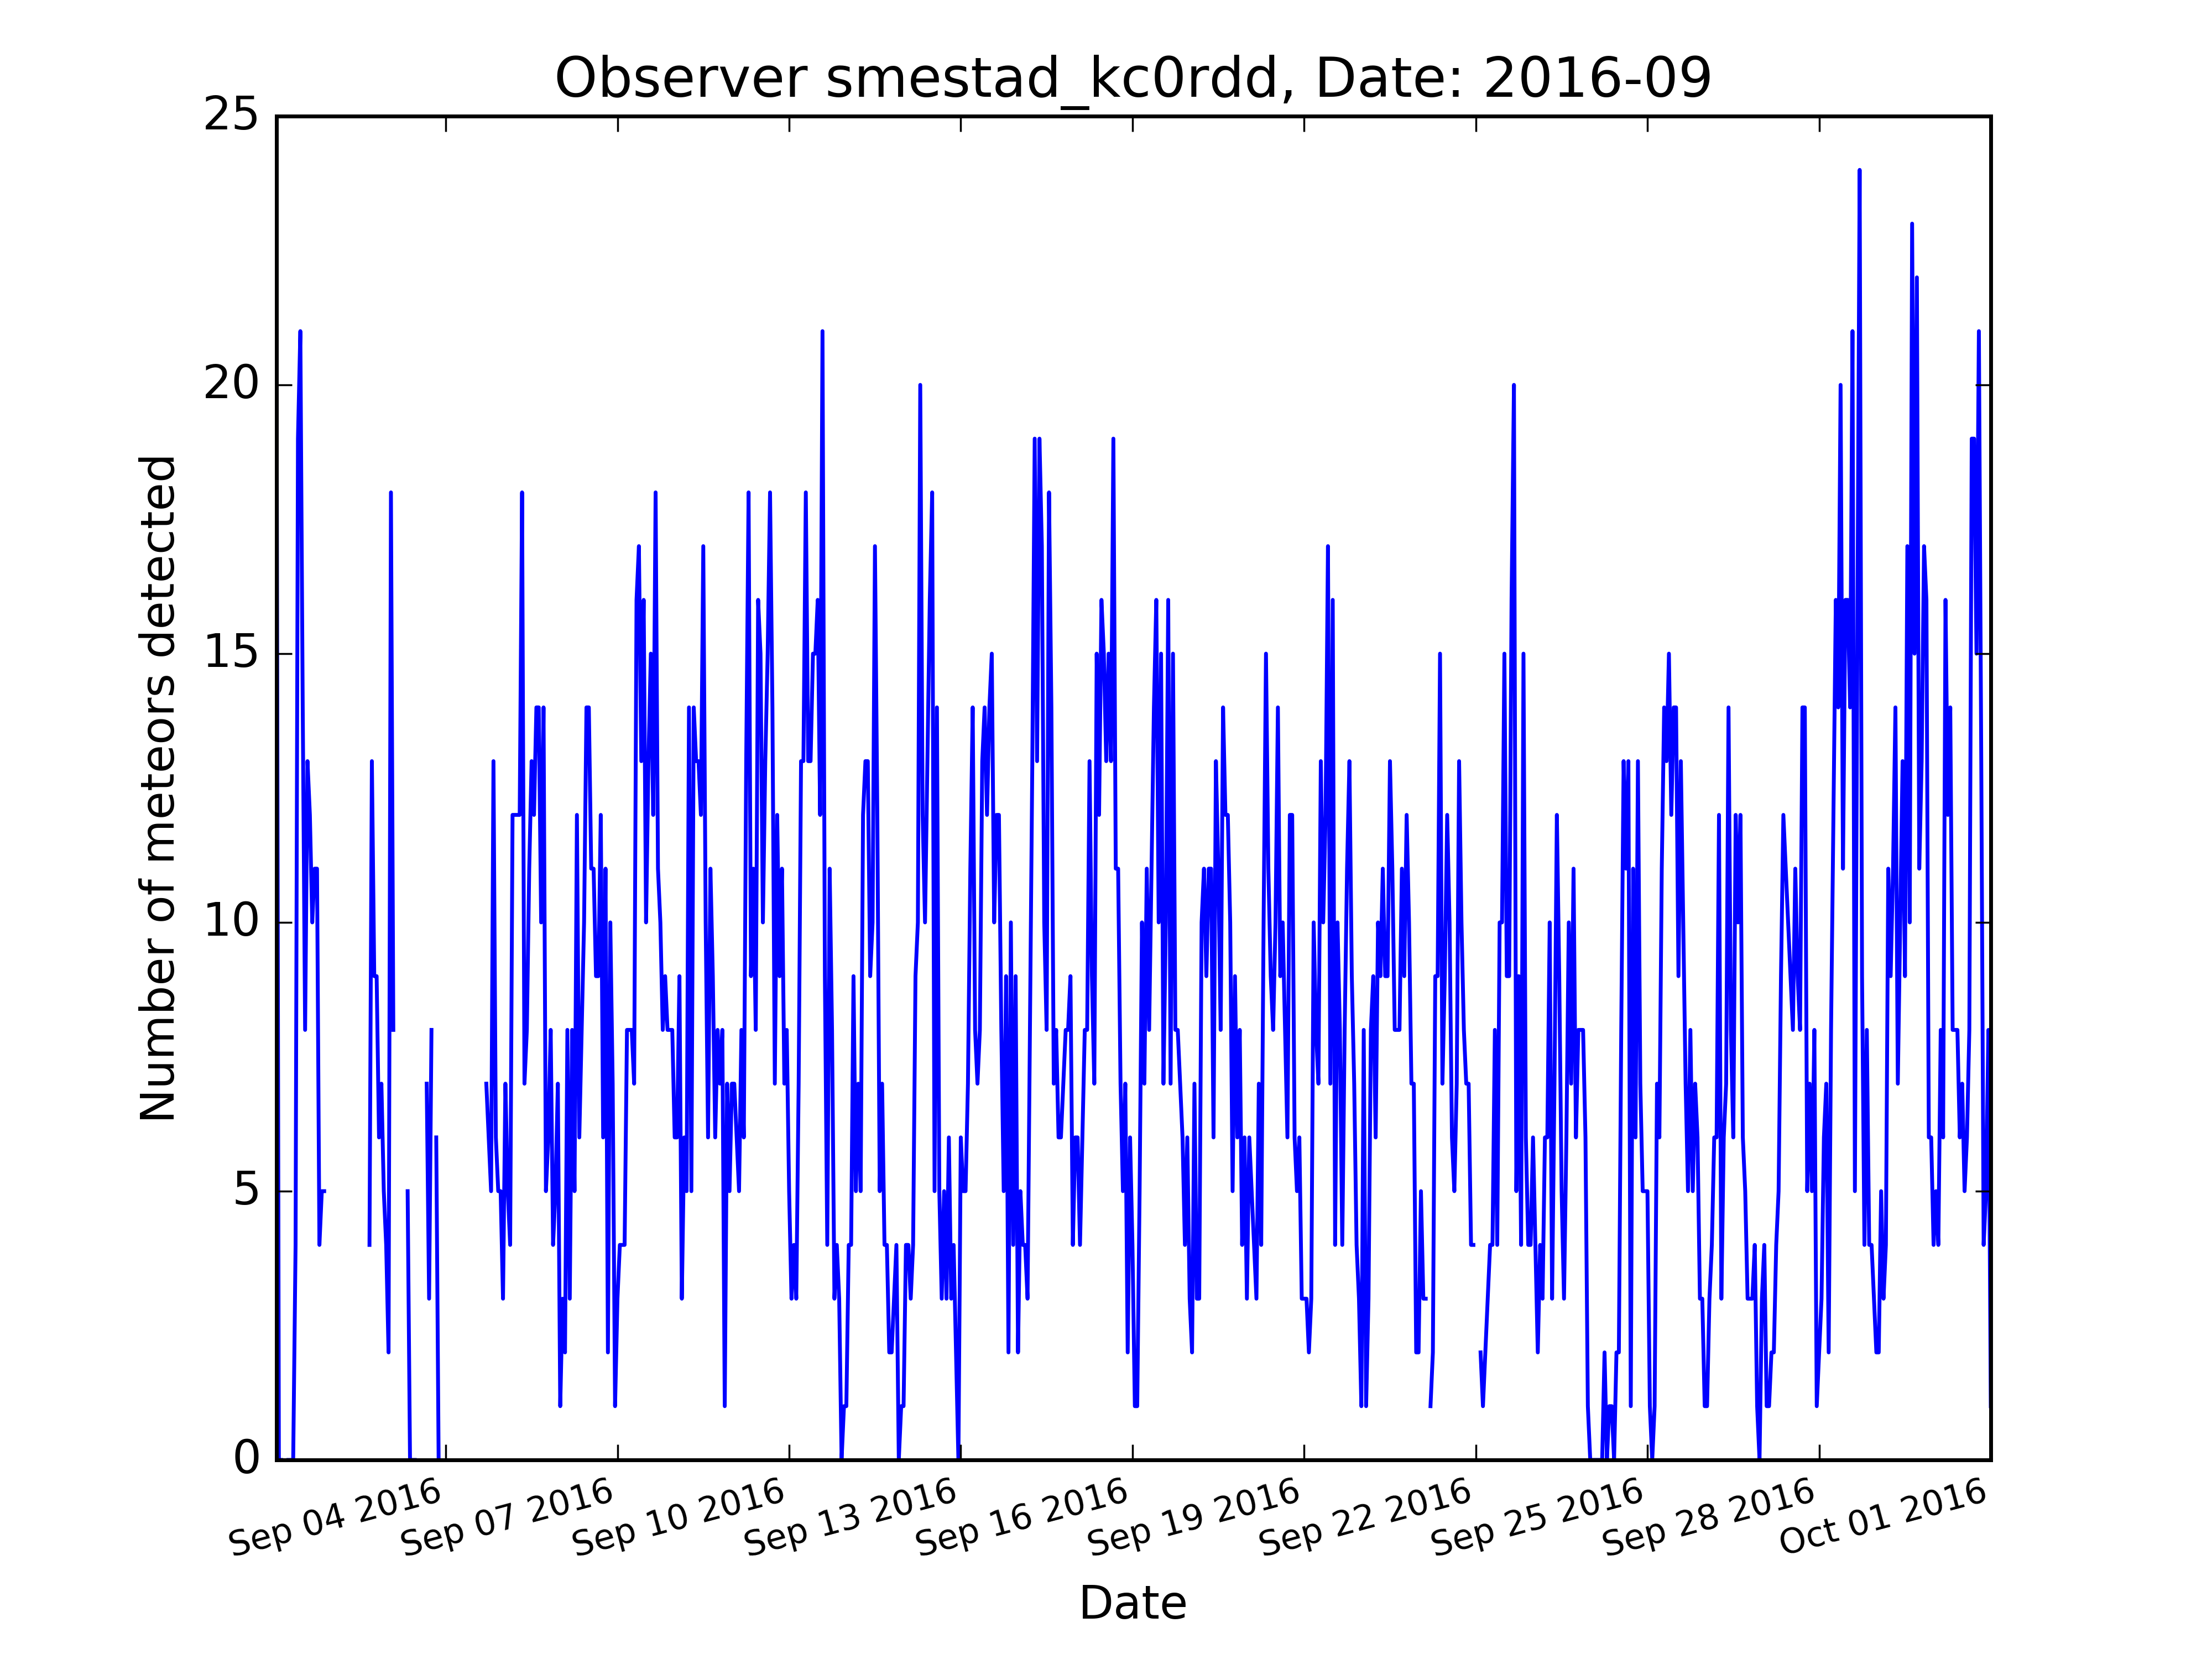 Observer smestad_kc0rdd, Date: 2016-09
25
20
15
10
5
0
Number of meteors detected
Sep 04 2016
Sep 07 2016
Sep 10 2016
Sep 13 2016
Sep 16 2016
Sep 19 2016
Sep 22 2016
Sep 25 2016
Sep 28 2016
Oct 01 2016
Date